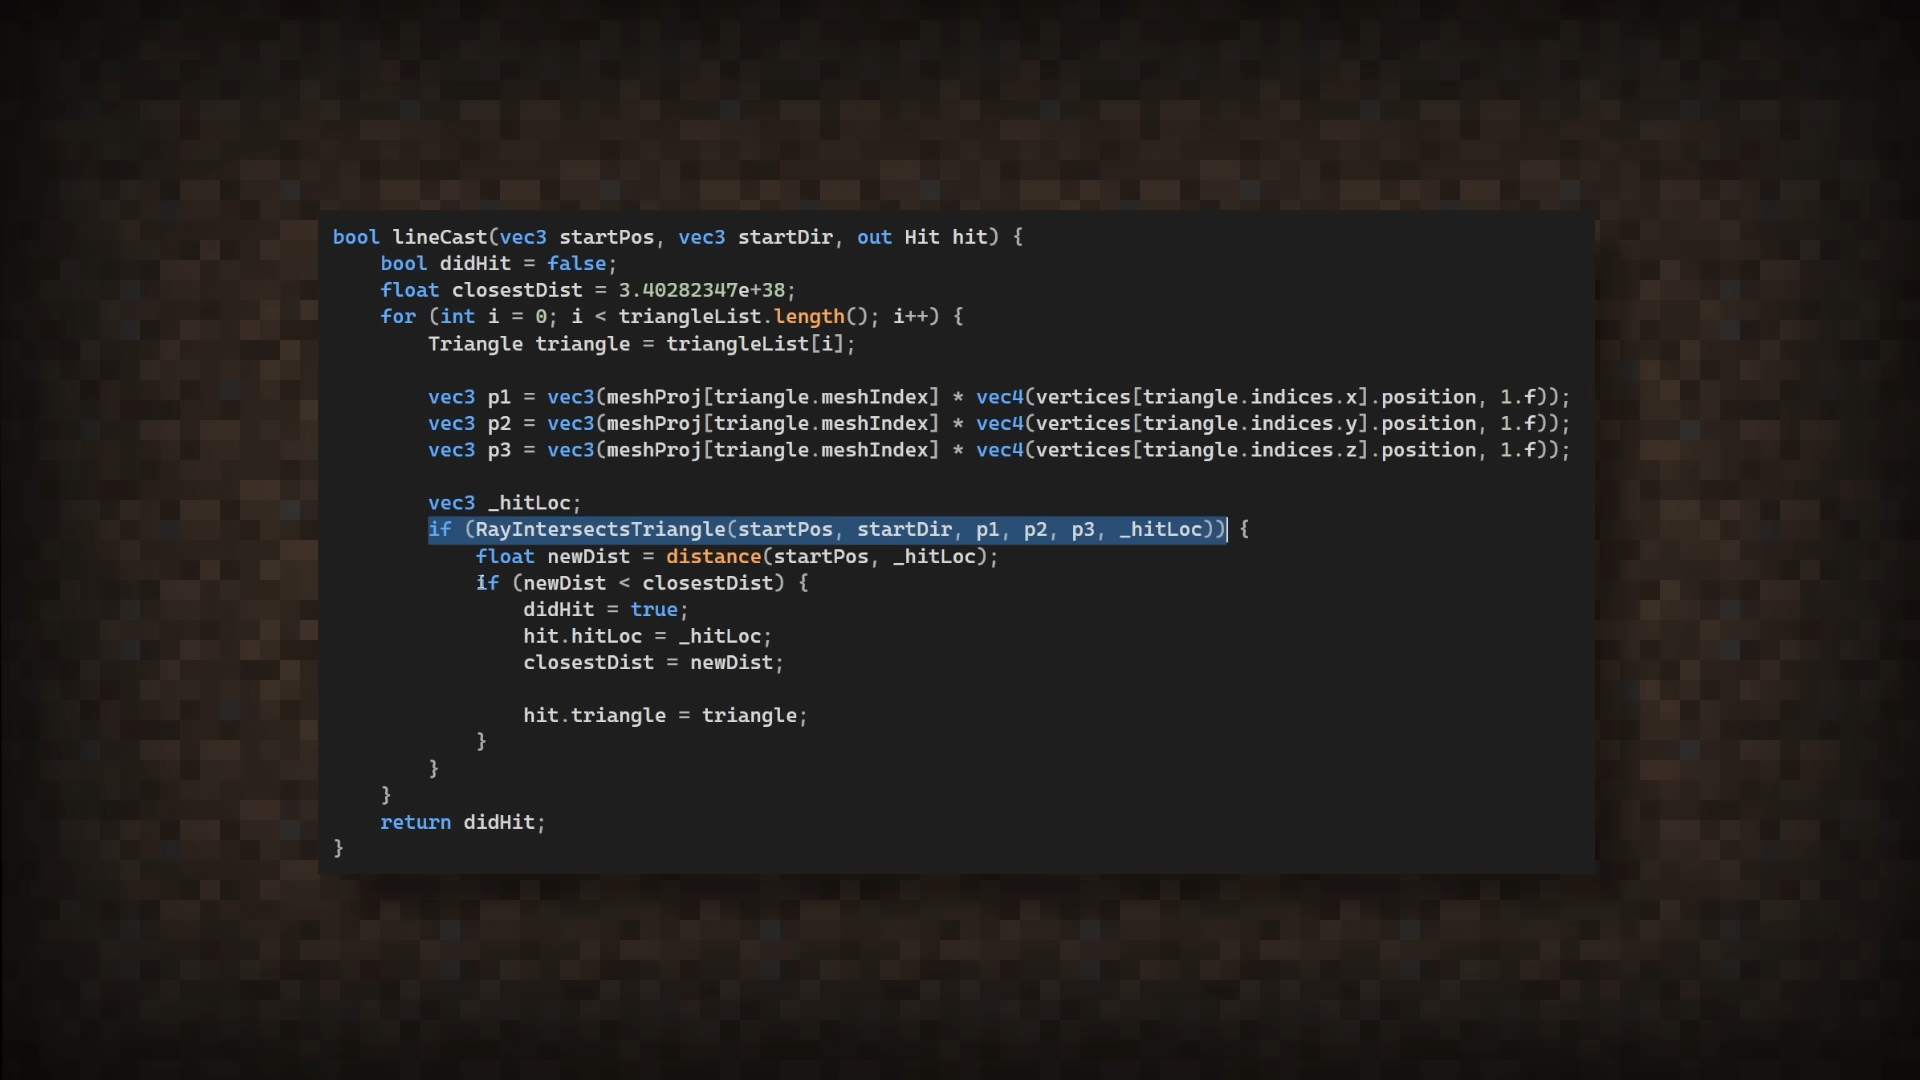 bool lineCast(vec3 startPos, vec3 startDir, out Hit hit) {
bool didHit = false;
float closestDist = 3.40282347e+38;
for (int i = 0; i < triangleList.length(); i++) {
Triangle triangle = triangleList[i];
vec3 p1 = vec3(meshProj[triangle.meshIndex] * vec4(vertices[triangle.indices.x].position, 1.f));
vec3 p2 = vec3(meshProj[triangle.meshIndex] * vec4(vertices[triangle.indices.y].position, 1.f));
vec3 p3 = vec3(meshProj[triangle.meshIndex] * vec4(vertices[triangle.indices.z].position, 1.f));
vec3 _hitLoc;
if (RayIntersectsTriangle(startPos, startDir, p1, p2, p3, _hitLoc)) {
float newDist = distance(startPos, _hitLoc);
if (newDist < closestDist) {
didHit = true;
hit.hitLoc = _hitLoc;
closestDist = newDist;
hit.triangle = triangle;
}
}
}
return didHit;
}